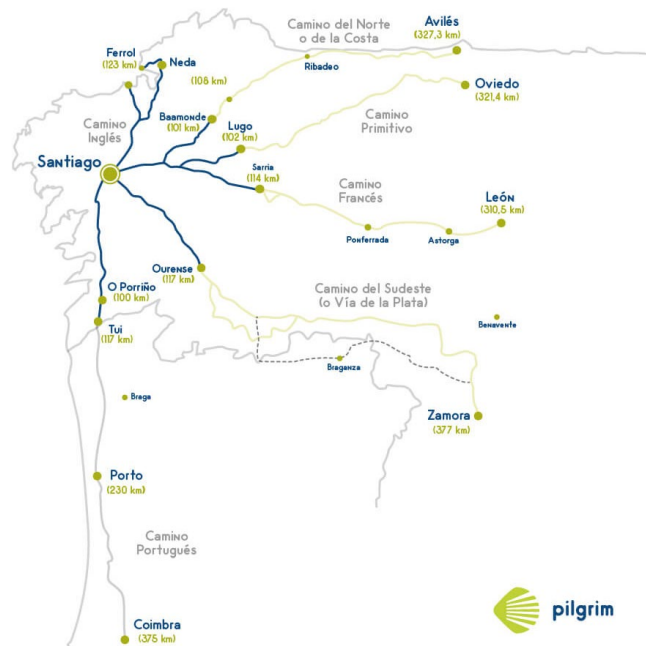 Camino del Norte
o de la Costa
Avilés
(327,3 km)
Ferrol
(123 km)
Neda
Ribadeo
(108 km)
Oviedo
(321,4 km)
Baamonde
(101 km)
Camino
Primitivo
Camino
Inglés
Lugo
(102 km)
Santiago
Sarria
(114 km)
Camino
Francés
León
(310,5 km)
Ponferrada
Astorga
Ourense
(117 km)
O Porriño
(100 km)
Camino del Sudeste
(o Vía de la Plata)
Tui
(117 km)
Benavente
Braganza
Braga
Zamora
(377 km)
Porto
(230 km)
Camino
Portugués
Coimbra
(375 km)
pilgrim